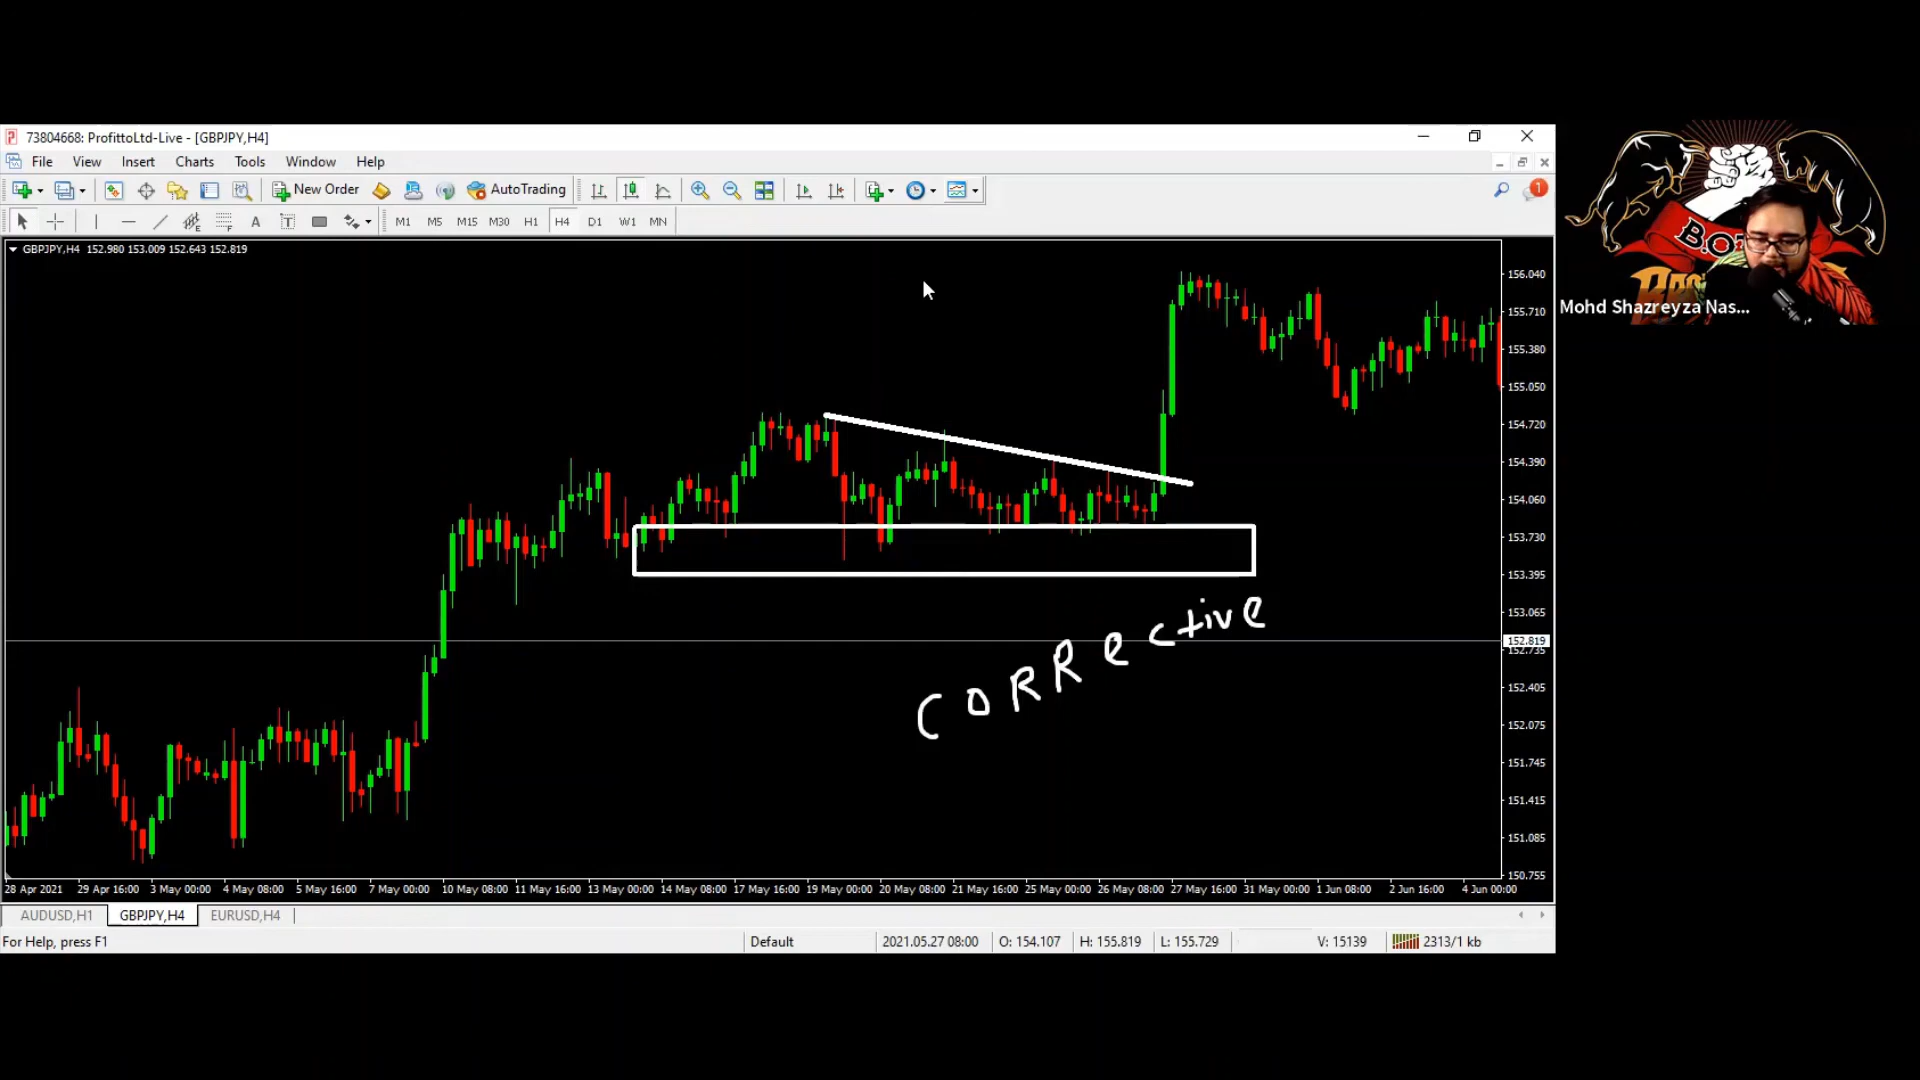 73804668: ProfittoLtd-Live - [GBPJPY,H4]
File View Insert Charts Tools Window Help
New Order AutoTrading 1
A T M1 M5 M15 M30 H1 H4 D1 W1 MN
GBPJPY,H4 152.980 153.009 152.643 152.819
156.040
155.710
155.380
155.050
154.720
154.390
154.060
153.730
153.395
153.065
152.819
152.735
152.405
152.075
151.745
151.415
151.085
150.755
CORRective
28 Apr 2021 29 Apr 16:00 3 May 00:00 4 May 08:00 5 May 16:00 7 May 00:00 10 May 08:00 11 May 16:00 13 May 00:00 14 May 08:00 17 May 16:00 19 May 00:00 20 May 08:00 21 May 16:00 25 May 00:00 26 May 08:00 27 May 16:00 31 May 00:00 1 Jun 08:00 2 Jun 16:00 4 Jun 00:00
AUDUSD,H1 GBPJPY,H4 EURUSD,H4
For Help, press F1 Default 2021.05.27 08:00 O: 154.107 H: 155.819 L: 155.729 V: 15139 2313/1 kb
Mohd Shazreyza Nas...